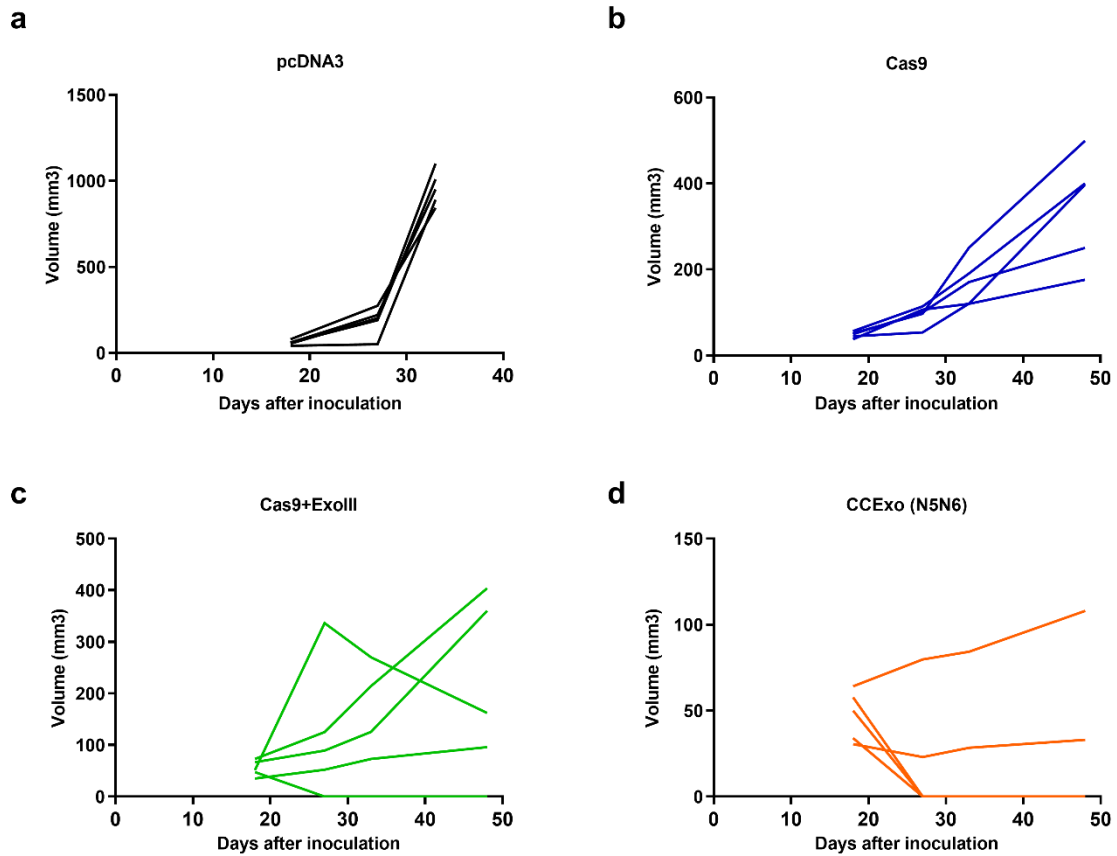 a
pcDNA3
1500
1000
500
0
Volume (mm3)
0 10 20 30 40
Days after inoculation
b
Cas9
600
400
200
0
Volume (mm3)
0 10 20 30 40 50
Days after inoculation
c
Cas9+ExoIII
500
400
300
200
100
0
Volume (mm3)
0 10 20 30 40 50
Days after inoculation
d
CCExo (N5N6)
150
100
50
0
Volume (mm3)
0 10 20 30 40 50
Days after inoculation